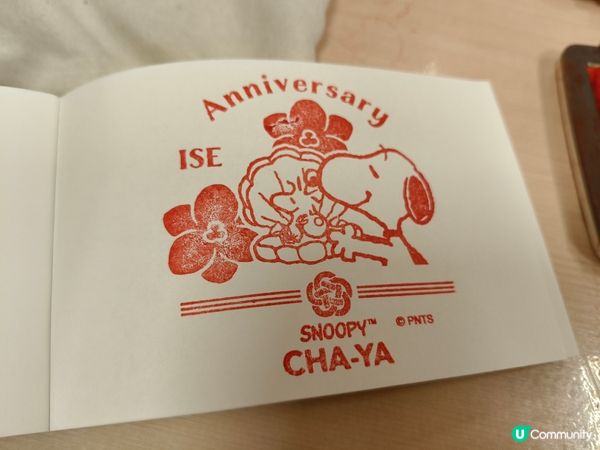 Anniversary
ISE
SNOOPY™
© PNTS
CHA-YA
U Community